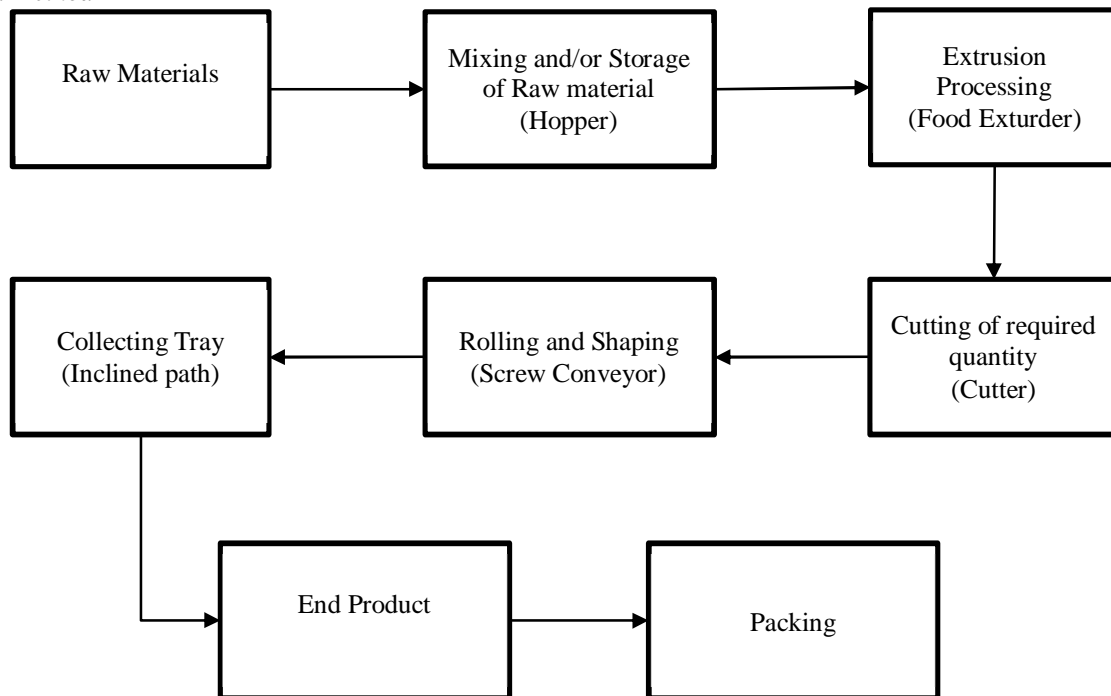 Raw Materials
Mixing and/or Storage
of Raw material
(Hopper)
Extrusion
Processing
(Food Exturder)
Cutting of required
quantity
(Cutter)
Rolling and Shaping
(Screw Conveyor)
Collecting Tray
(Inclined path)
End Product
Packing